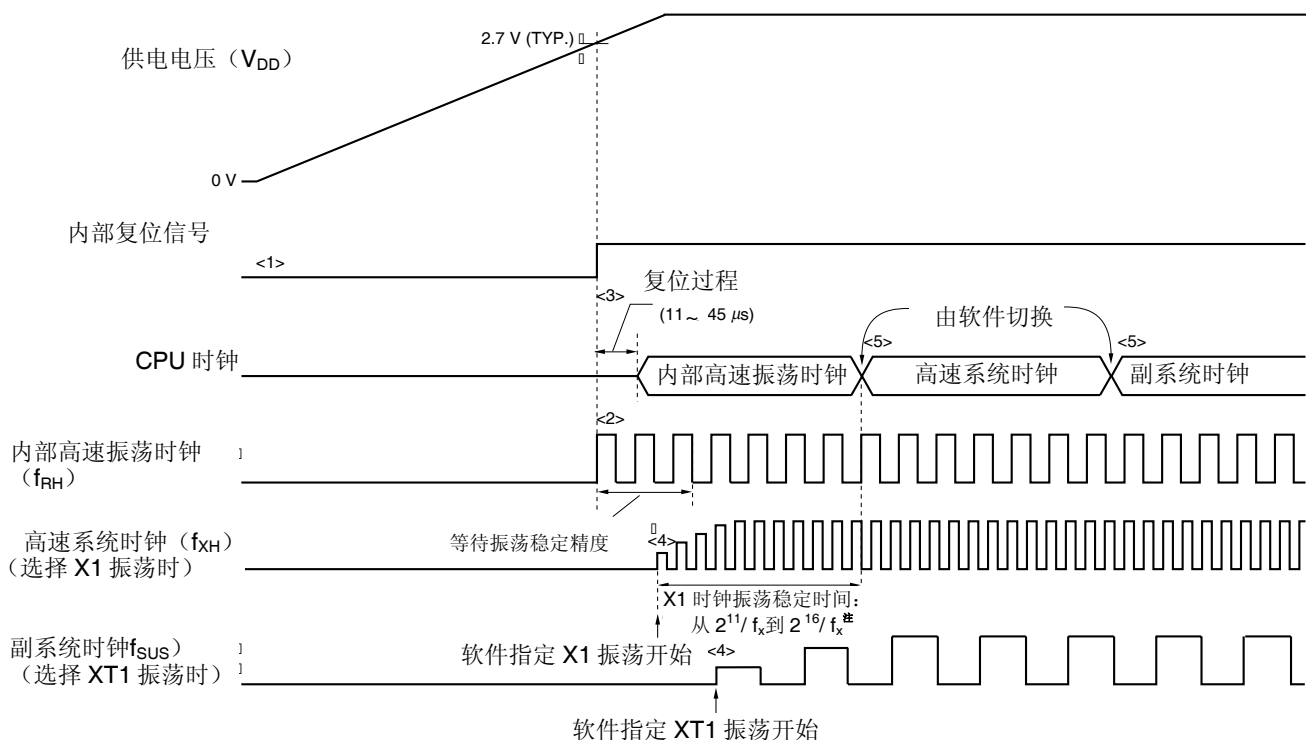 2.7 V (TYP.)
供电电压（VDD）
0 V
内部复位信号
<1>
<3>
复位过程
(11～ 45 μs)
由软件切换
<5>
<5>
CPU 时钟
内部高速振荡时钟
高速系统时钟
副系统时钟
<2>
内部高速振荡时钟
（fRH）
等待振荡稳定精度
<4>
高速系统时钟（fXH）
（选择 X1 振荡时）
X1 时钟振荡稳定时间：
从 2¹¹/ fx到 2 ¹⁶/ fx注
软件指定 X1 振荡开始
<4>
副系统时钟fSUS）
（选择 XT1 振荡时）
软件指定 XT1 振荡开始